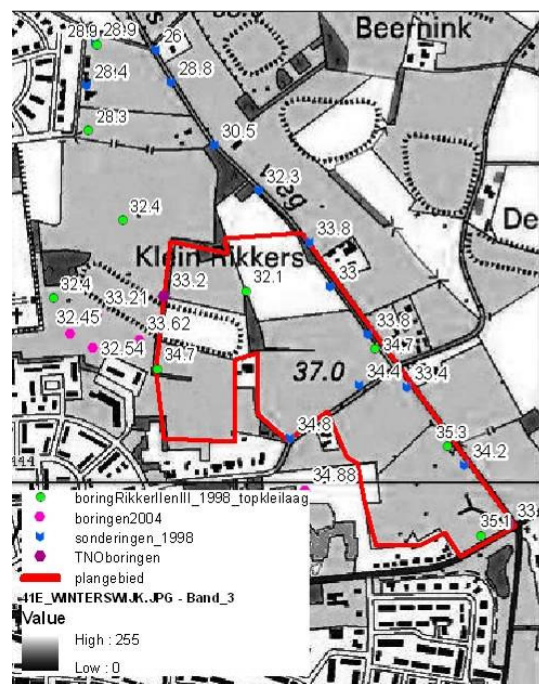 Beernink
28.9
28.9
26
28.4
28.8
28.3
30.5
32.3
32.4
33.8
De
Klein Rikkers
33.2
32.1
33
32.4
33.21
32.45
33.62
33.8
32.54
34.7
34.7
37.0
34.4
33.4
34.8
35.3
34.2
34.88
35.1
33.
boringRikkerIIenIII_1998_topkleilaag
boringen2004
sonderingen_1998
TNOboringen
plangebied
41E_WINTERSWIJK.JPG - Band_3
Value
High : 255
Low : 0